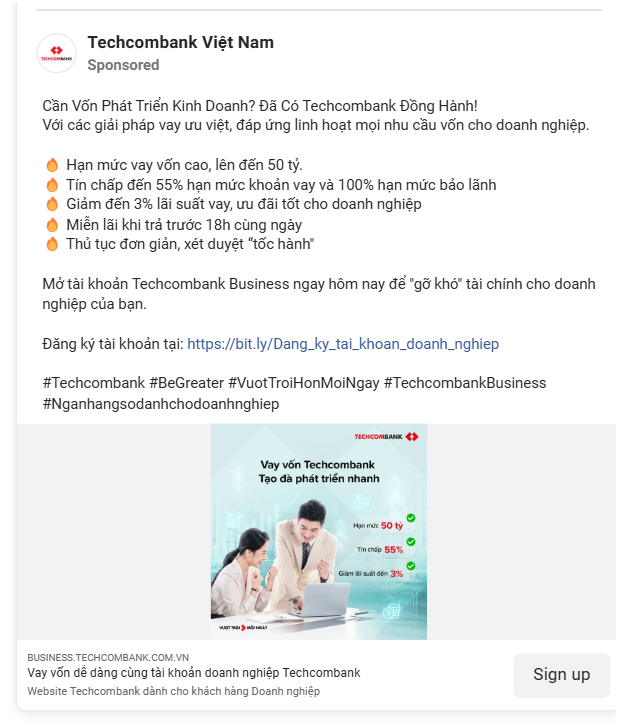 TECHCOMBANK
Techcombank Việt Nam
Sponsored
Cần Vốn Phát Triển Kinh Doanh? Đã Có Techcombank Đồng Hành!
Với các giải pháp vay ưu việt, đáp ứng linh hoạt mọi nhu cầu vốn cho doanh nghiệp.
🔥 Hạn mức vay vốn cao, lên đến 50 tỷ.
🔥 Tín chấp đến 55% hạn mức khoản vay và 100% hạn mức bảo lãnh
🔥 Giảm đến 3% lãi suất vay, ưu đãi tốt cho doanh nghiệp
🔥 Miễn lãi khi trả trước 18h cùng ngày
🔥 Thủ tục đơn giản, xét duyệt “tốc hành"
Mở tài khoản Techcombank Business ngay hôm nay để "gỡ khó" tài chính cho doanh
nghiệp của bạn.
Đăng ký tài khoản tại: https://bit.ly/Dang_ky_tai_khoan_doanh_nghiep
#Techcombank #BeGreater #VuotTroiHonMoiNgay #TechcombankBusiness
#Nganhangsodanhchodoanhnghiep
TECHCOMBANK
Vay vốn Techcombank
Tạo đà phát triển nhanh
Hạn mức 50 tỷ
Tín chấp 55%
Giảm lãi suất đến 3%
VƯỢT TRỘI MỖI NGÀY
BUSINESS.TECHCOMBANK.COM.VN
Vay vốn dễ dàng cùng tài khoản doanh nghiệp Techcombank
Website Techcombank dành cho khách hàng Doanh nghiệp
Sign up